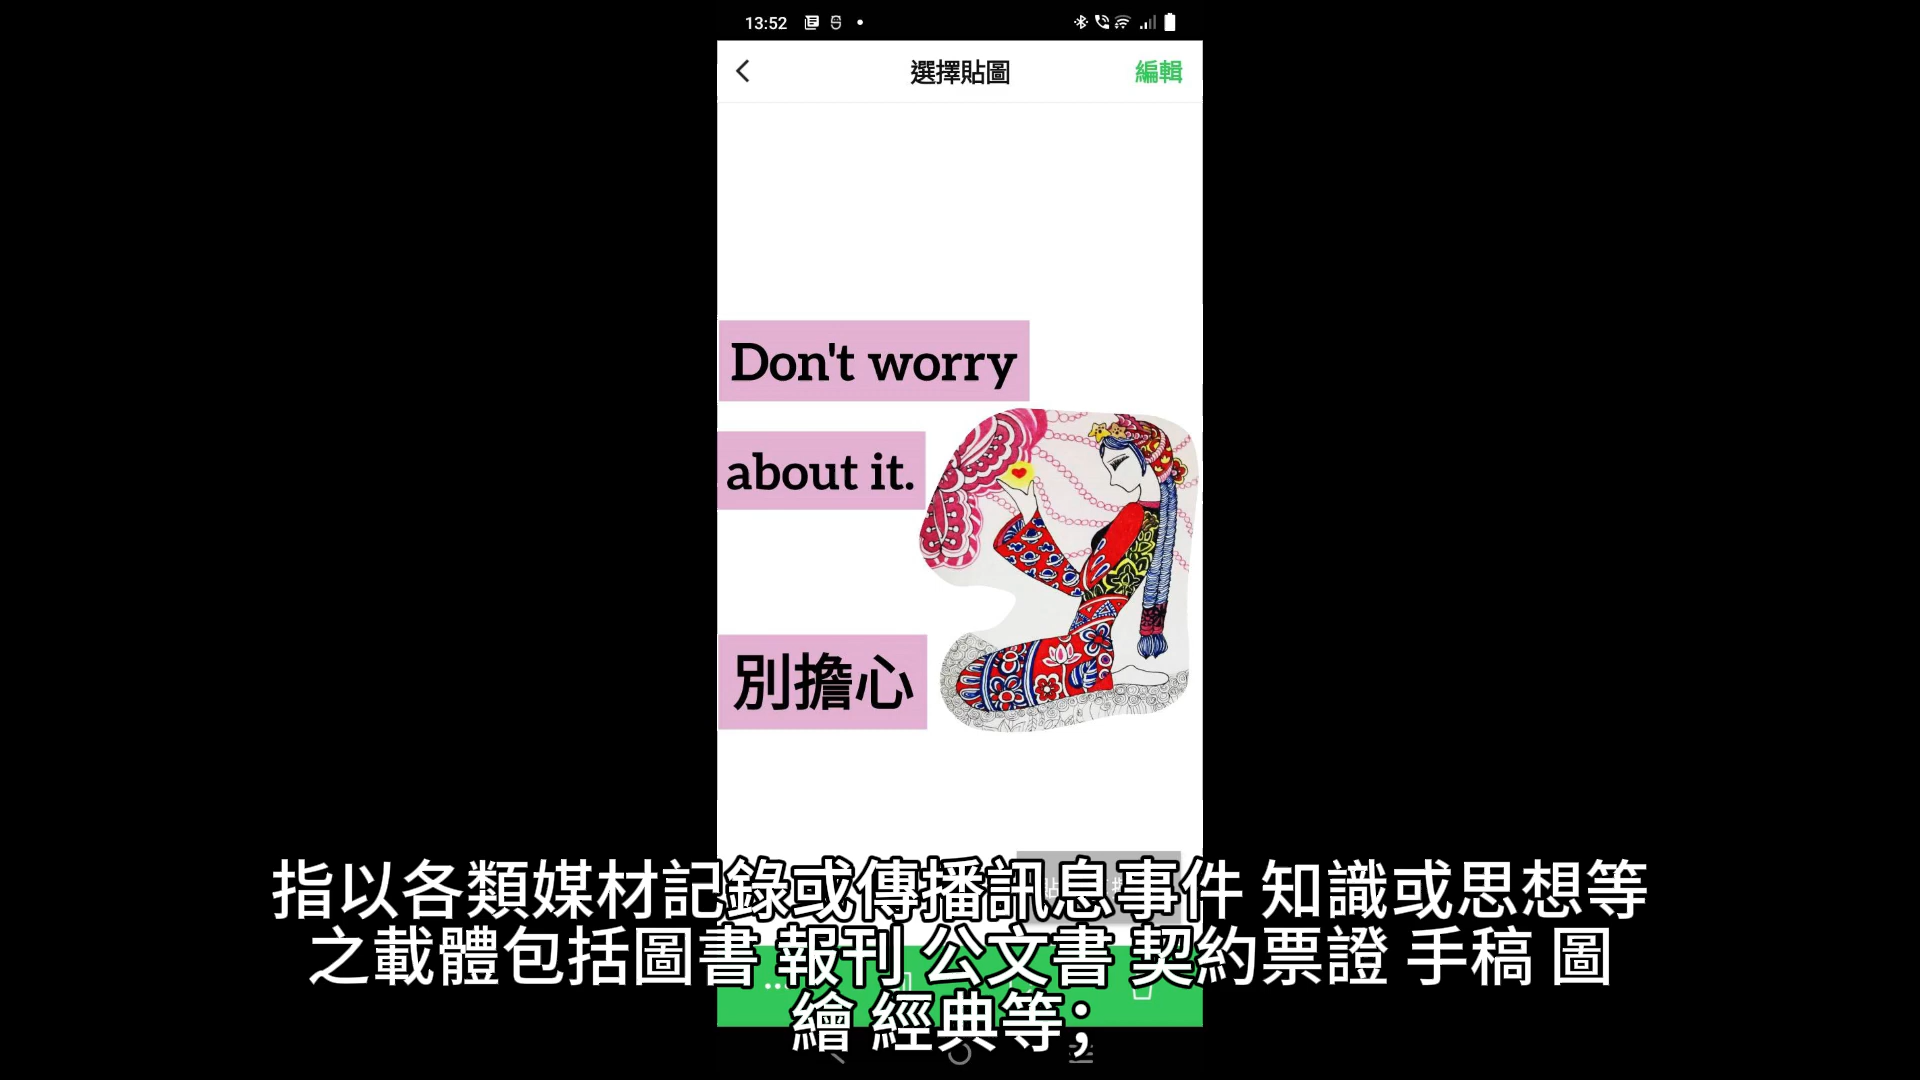 13:52
選擇貼圖
編輯
Don't worry
about it.
別擔心
指以各類媒材記錄或傳播訊息事件 知識或思想等
之載體包括圖書 報刊 公文書 契約票證 手稿 圖
繪 經典等；